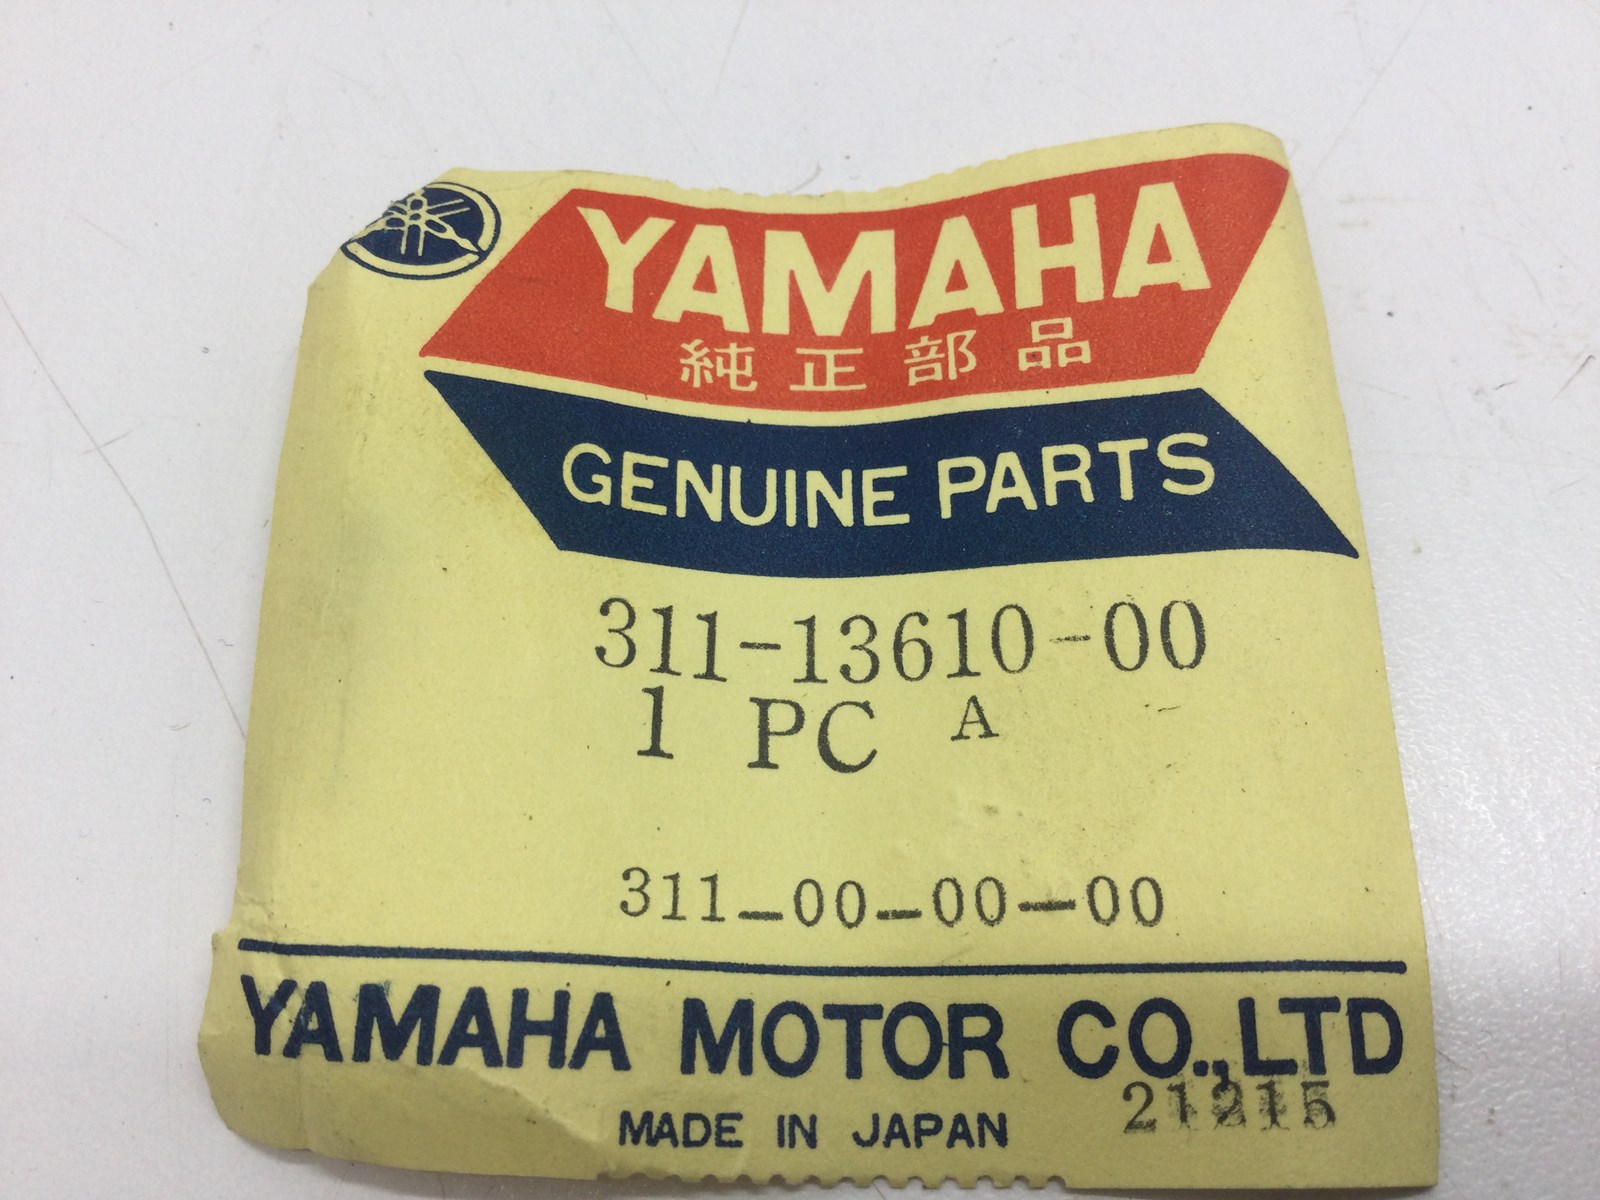 YAMAHA
純正部品
GENUINE PARTS
311-13610-00
1 PC A
311-00-00-00
YAMAHA MOTOR CO.,LTD
21215
MADE IN JAPAN